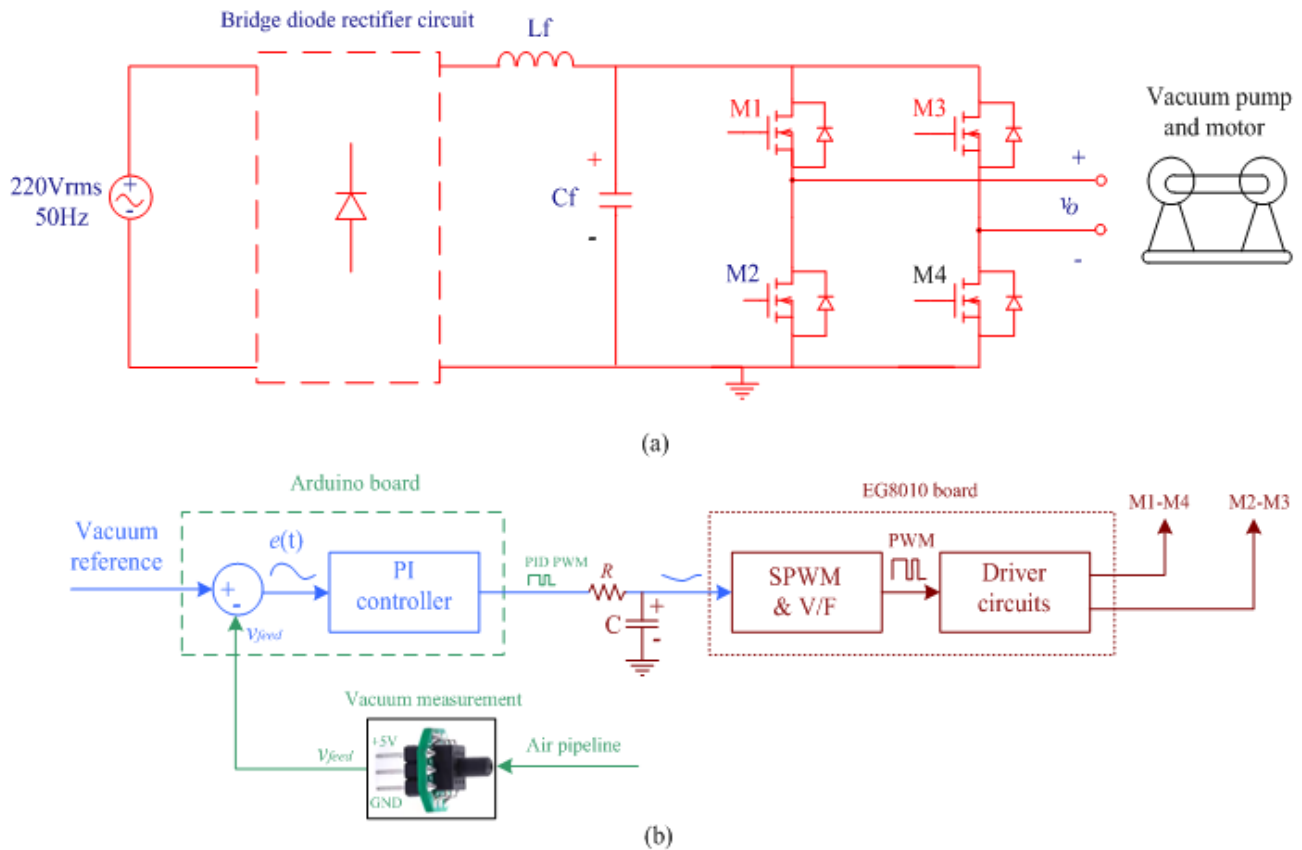 Bridge diode rectifier circuit
Lf
M1
M3
Vacuum pump
and motor
+
+
220Vrms
50Hz
+
-
Cf
-
vo
M2
M4
-
(a)
Arduino board
EG8010 board
M1-M4
M2-M3
Vacuum
reference
e(t)
PI
controller
PID PWM
R
PWM
SPWM
& V/F
Driver
circuits
+
-
C
+
-
vfeed
Vacuum measurement
+5V
vfeed
GND
Air pipeline
(b)